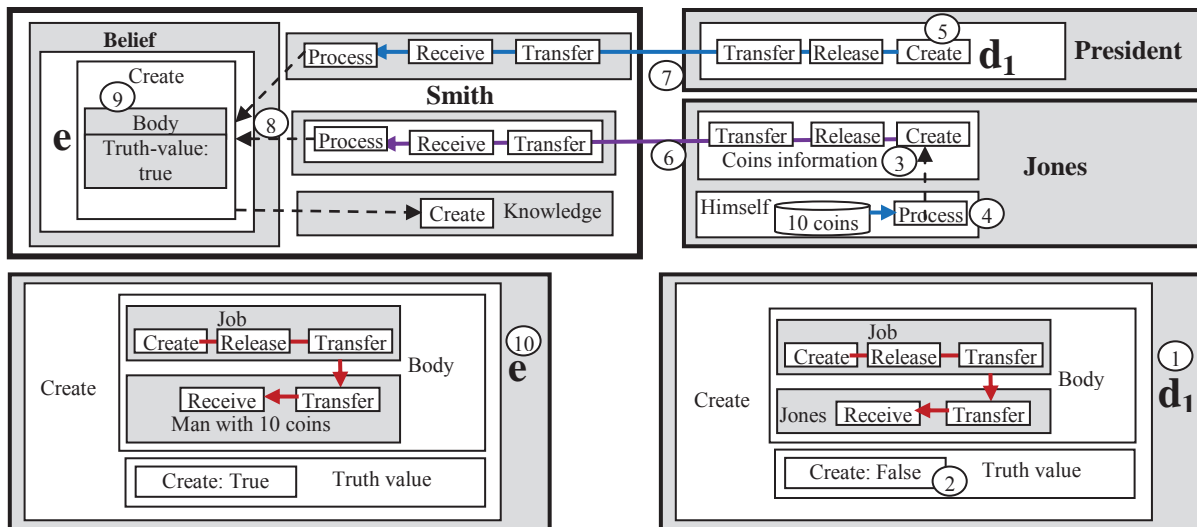 Belief
Create
9
Body
Truth-value:
true
e
8
Process
Receive
Transfer
Smith
Process
Receive
Transfer
Create
Knowledge
7
6
5
Transfer
Release
Create
d1
President
Transfer
Release
Create
Coins information
3
Jones
Himself
10 coins
Process
4
Job
Create
Release
Transfer
Body
Create
Receive
Transfer
Man with 10 coins
Create: True
Truth value
10
e
Job
Create
Release
Transfer
Body
Create
Jones
Receive
Transfer
Create: False
2
Truth value
1
d1